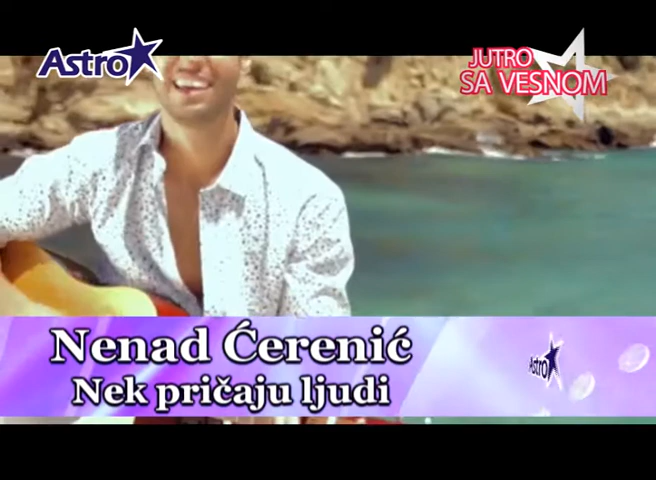 Astro
JUTRO
SA VESNOM
Nenad Ćerenić
Nek pričaju ljudi
Astro